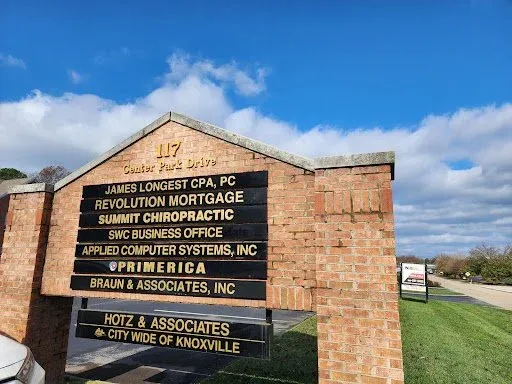 117
Center Park Drive
JAMES LONGEST CPA, PC
REVOLUTION MORTGAGE
SUMMIT CHIROPRACTIC
SWC BUSINESS OFFICE
APPLIED COMPUTER SYSTEMS, INC
PRIMERICA
BRAUN & ASSOCIATES, INC
HOTZ & ASSOCIATES
CITY WIDE OF KNOXVILLE